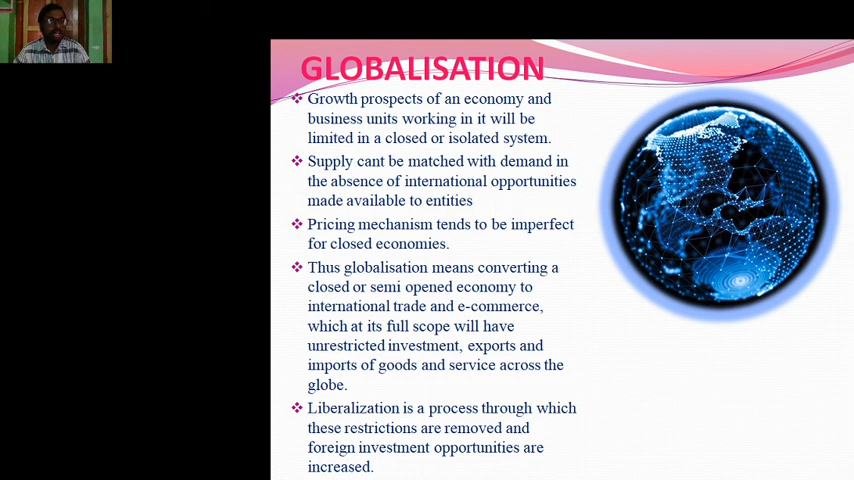 GLOBALISATION
❖ Growth prospects of an economy and
business units working in it will be
limited in a closed or isolated system.
❖ Supply cant be matched with demand in
the absence of international opportunities
made available to entities
❖ Pricing mechanism tends to be imperfect
for closed economies.
❖ Thus globalisation means converting a
closed or semi opened economy to
international trade and e-commerce,
which at its full scope will have
unrestricted investment, exports and
imports of goods and service across the
globe.
❖ Liberalization is a process through which
these restrictions are removed and
foreign investment opportunities are
increased.